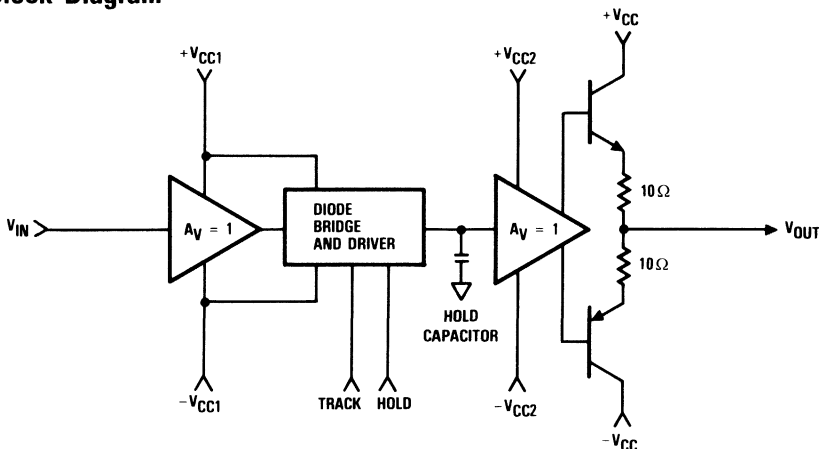 +VCC
+VCC1
+VCC2
10Ω
DIODE
BRIDGE
AND DRIVER
VIN
AV = 1
AV = 1
VOUT
10Ω
HOLD
CAPACITOR
-VCC1
TRACK HOLD
-VCC2
-VCC